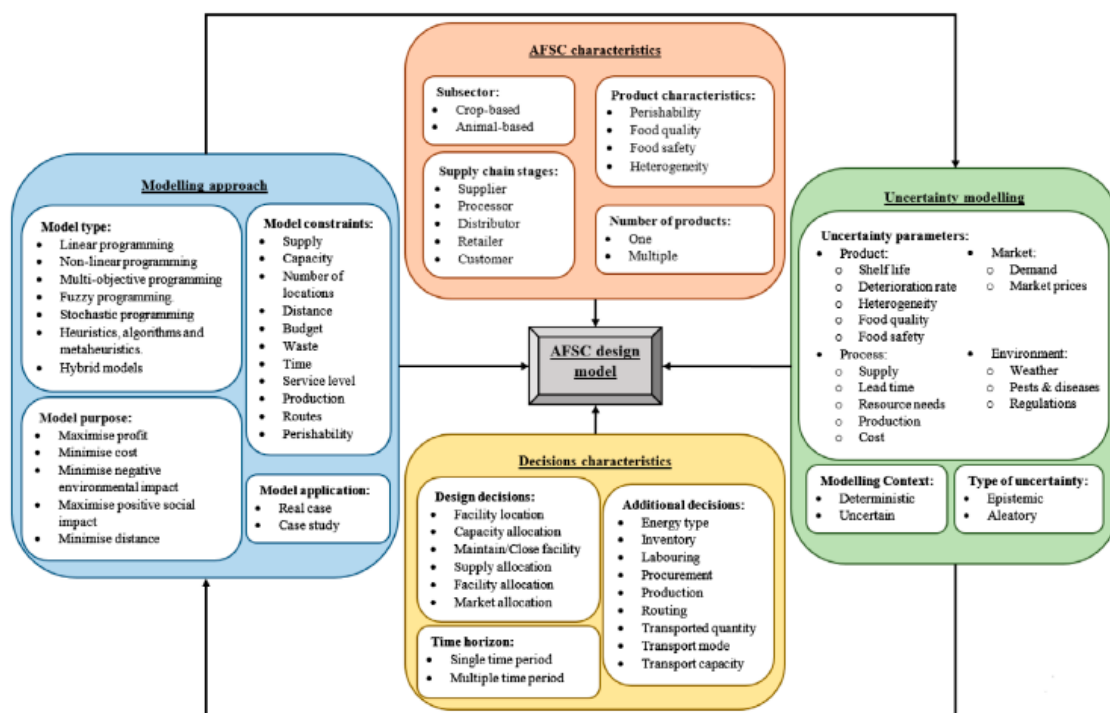 AFSC characteristics
Subsector:
• Crop-based
• Animal-based
Product characteristics:
• Perishability
• Food quality
• Food safety
• Heterogeneity
Supply chain stages:
• Supplier
• Processor
• Distributor
• Retailer
• Customer
Number of products:
• One
• Multiple
Modelling approach
Model type:
• Linear programming
• Non-linear programming
• Multi-objective programming
• Fuzzy programming
• Stochastic programming
• Heuristics, algorithms and
metaheuristics.
• Hybrid models
Model constraints:
• Supply
• Capacity
• Number of
locations
• Distance
• Budget
• Waste
• Time
• Service level
• Production
• Routes
• Perishability
Model purpose:
• Maximise profit
• Minimise cost
• Minimise negative
environmental impact
• Maximise positive social
impact
• Minimise distance
Model application:
• Real case
• Case study
AFSC design
model
Uncertainty modelling
Uncertainty parameters:
• Product:
o Shelf life
o Deterioration rate
o Heterogeneity
o Food quality
o Food safety
• Process:
o Supply
o Lead time
o Resource needs
o Production
o Cost
• Market:
o Demand
o Market prices
• Environment:
o Weather
o Pests & diseases
o Regulations
Modelling Context:
• Deterministic
• Uncertain
Type of uncertainty:
• Epistemic
• Aleatory
Decisions characteristics
Design decisions:
• Facility location
• Capacity allocation
• Maintain/Close facility
• Supply allocation
• Facility allocation
• Market allocation
Additional decisions:
• Energy type
• Inventory
• Labouring
• Procurement
• Production
• Routing
• Transported quantity
• Transport mode
• Transport capacity
Time horizon:
• Single time period
• Multiple time period